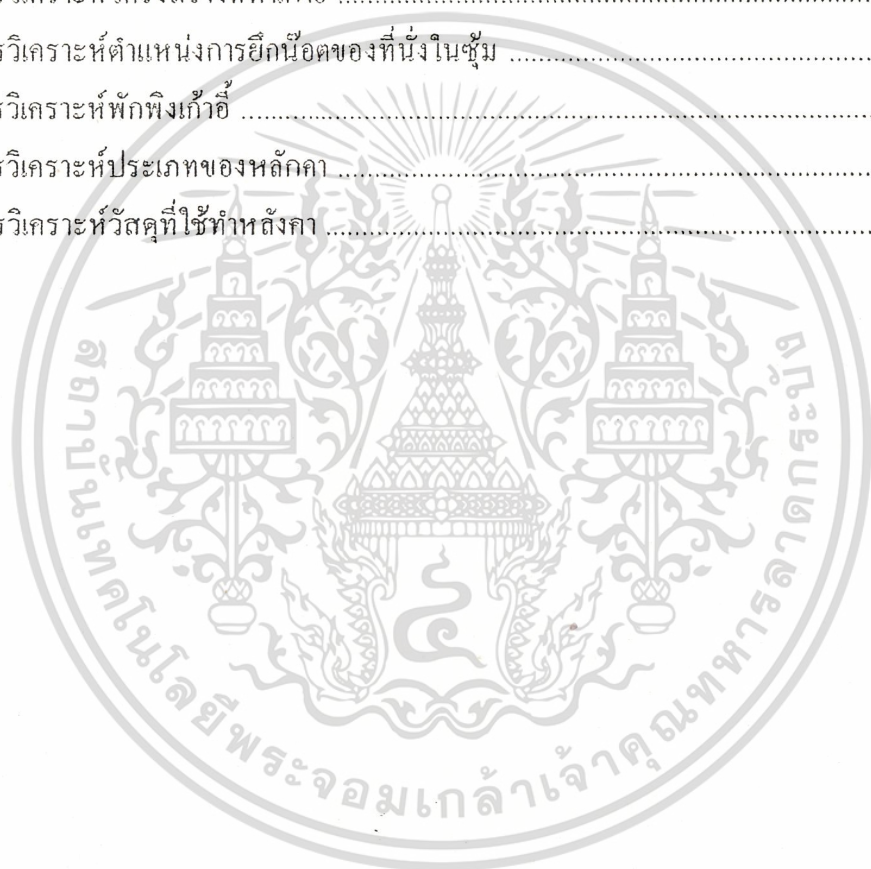 วิเคราะห์ตำแหน่งการยึกน๊อตของที่นั่งในซุ้ม ........................................
วิเคราะห์พักพิงเก้าอี้ ........................................
วิเคราะห์ประเภทของหลักคา ........................................
วิเคราะห์วัสดุที่ใช้ทำหลังคา ........................................
๔
สถาบันเทคโนโลยีพระจอมเกล้าเจ้าคุณทหารลาดกระบัง